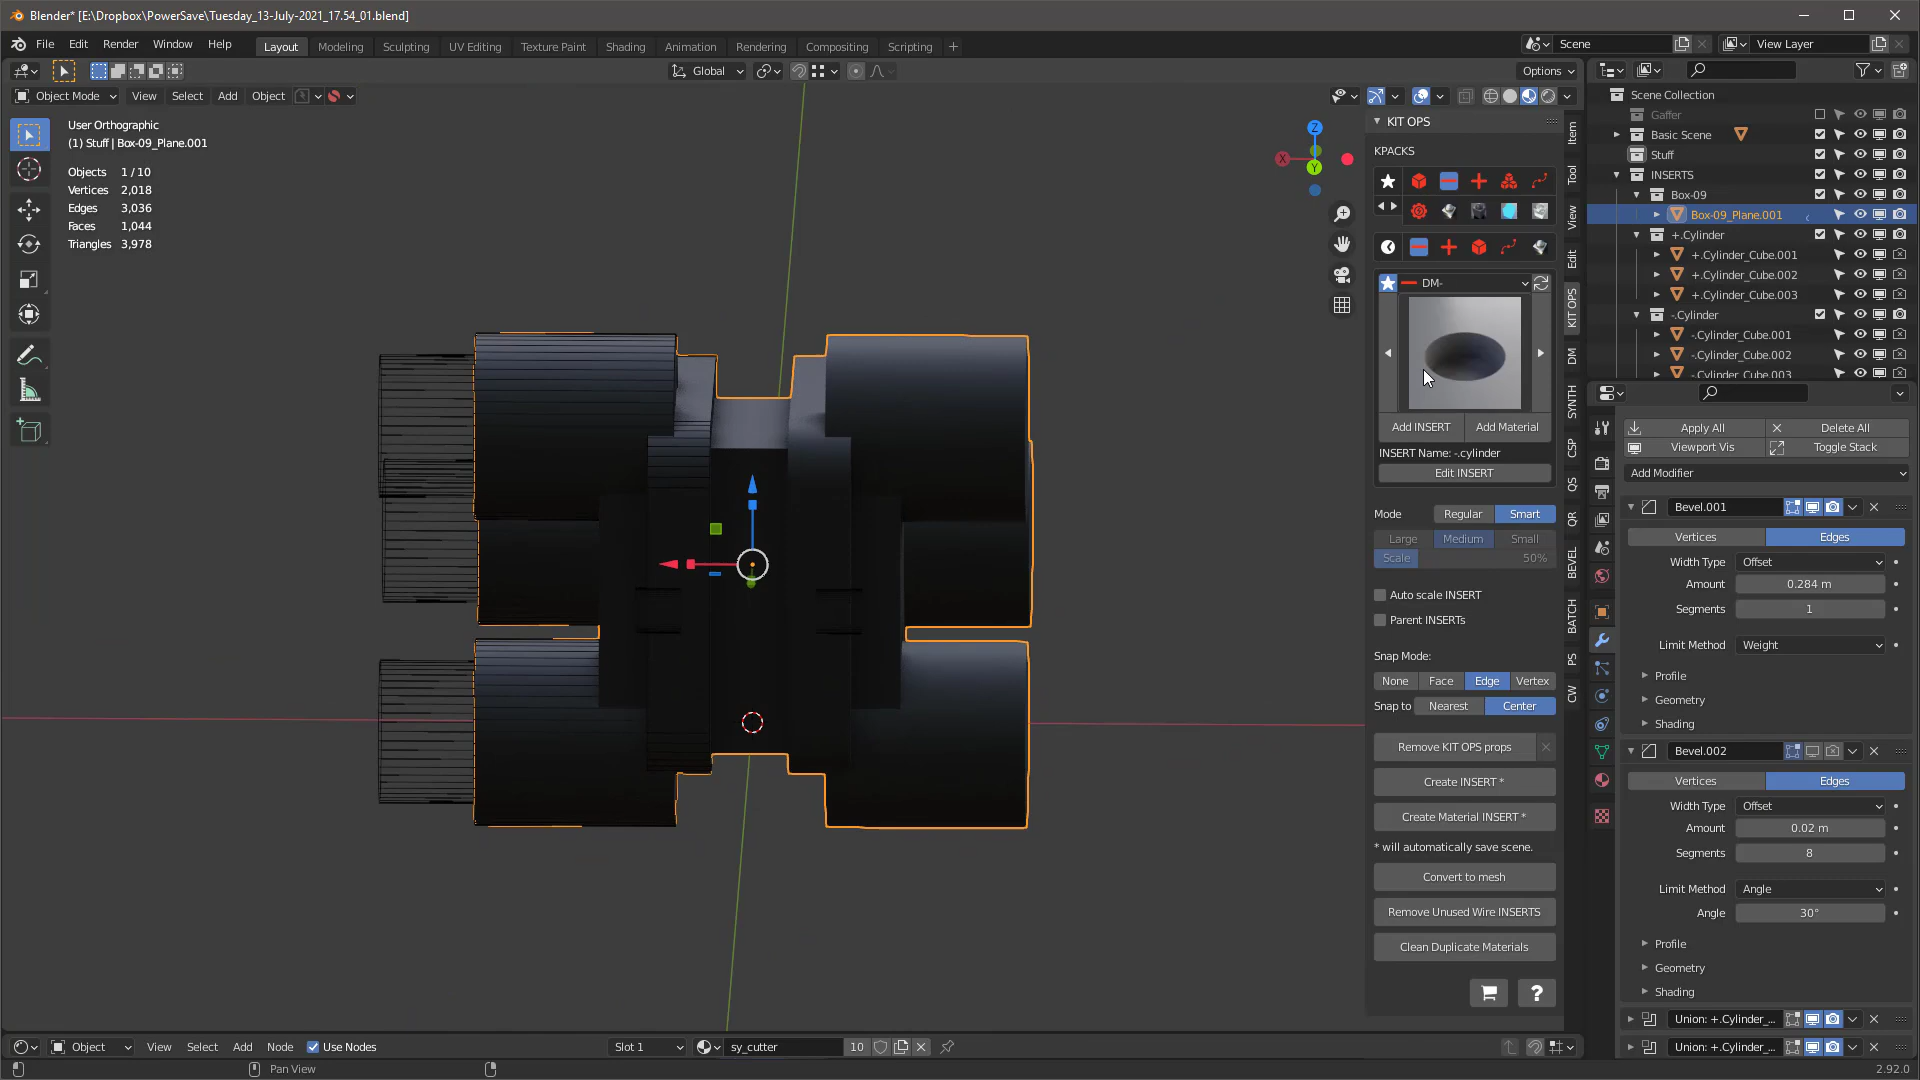 Blender* [E:\Dropbox\PowerSave\Tuesday_13-July-2021_17.54_01.blend]
File Edit Render Window Help Layout Modeling Sculpting UV Editing Texture Paint Shading Animation Rendering Compositing Scripting + Scene View Layer
Global Options
Object Mode View Select Add Object
User Orthographic
(1) Stuff | Box-09_Plane.001
Objects 1 / 10
Vertices 2,018
Edges 3,036
Faces 1,044
Triangles 3,978
Z
X
Y
KIT OPS
KPACKS
DM-
Add INSERT Add Material
INSERT Name: -.cylinder
Edit INSERT
Mode Regular Smart
Large Medium Small
Scale 50%
Auto scale INSERT
Parent INSERTs
Snap Mode:
None Face Edge Vertex
Snap to Nearest Center
Remove KIT OPS props
Create INSERT *
Create Material INSERT *
* will automatically save scene.
Convert to mesh
Remove Unused Wire INSERTS
Clean Duplicate Materials
?
Item
Tool
View
Edit
KIT OPS
DM
SYNTH
CSP
QS
QR
BEVEL
BATCH
PS
CW
Scene Collection
Gaffer
Basic Scene
Stuff
INSERTS
Box-09
Box-09_Plane.001
+.Cylinder
+.Cylinder_Cube.001
+.Cylinder_Cube.002
+.Cylinder_Cube.003
-.Cylinder
-.Cylinder_Cube.001
-.Cylinder_Cube.002
-.Cylinder_Cube.003
Apply All Delete All
Viewport Vis Toggle Stack
Add Modifier
Bevel.001
Vertices Edges
Width Type Offset
Amount 0.284 m
Segments 1
Limit Method Weight
Profile
Geometry
Shading
Bevel.002
Vertices Edges
Width Type Offset
Amount 0.02 m
Segments 8
Limit Method Angle
Angle 30°
Profile
Geometry
Shading
Union: +.Cylinder_...
Union: +.Cylinder_...
Object View Select Add Node Use Nodes Slot 1 sy_cutter 10
Pan View
2.92.0